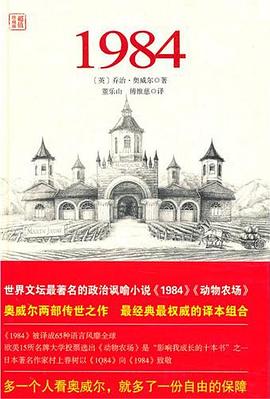 1984
［英］乔治·奥威尔 著
董乐山 傅惟慈 译
世界文坛最著名的政治讽喻小说《1984》《动物农场》
奥威尔两部传世之作 最经典最权威的译本组合
《1984》被译成65种语言风靡全球
欧美15所名牌大学投票选出《动物农场》是“影响我成长的十本书”之一
日本著名作家村上春树以《1Q84》向《1984》致敬
多一个人看奥威尔，就多了一份自由的保障